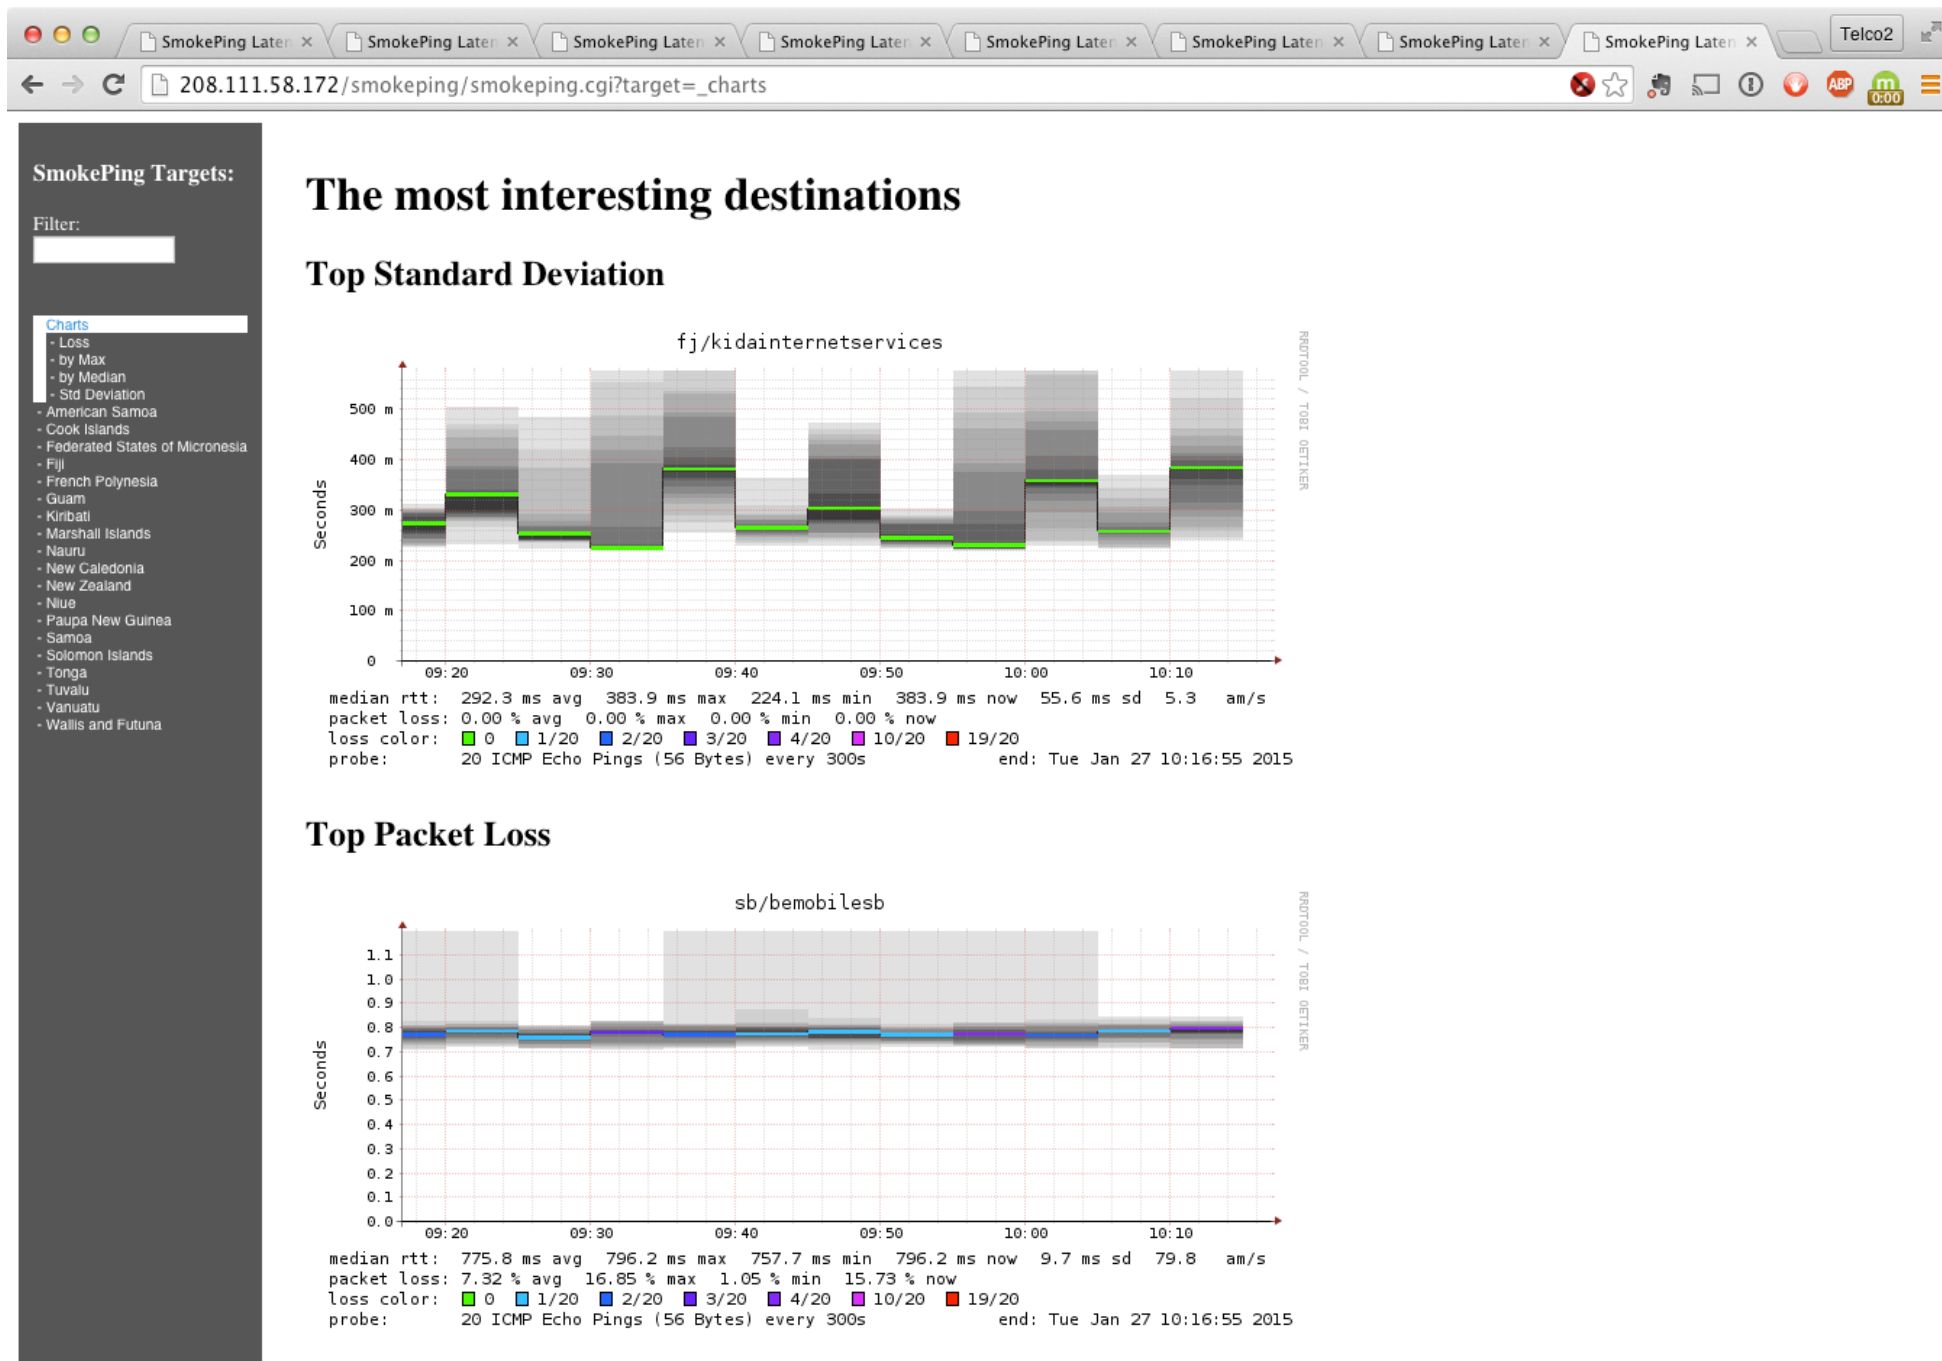 SmokePing Laten × SmokePing Laten × SmokePing Laten × SmokePing Laten × SmokePing Laten × SmokePing Laten × SmokePing Laten × SmokePing Laten × Telco2
208.111.58.172/smokeping/smokeping.cgi?target=_charts
ABP
m
0:00
SmokePing Targets:
Filter:
Charts
- Loss
- by Max
- by Median
- Std Deviation
- American Samoa
- Cook Islands
- Federated States of Micronesia
- Fiji
- French Polynesia
- Guam
- Kiribati
- Marshall Islands
- Nauru
- New Caledonia
- New Zealand
- Niue
- Paupa New Guinea
- Samoa
- Solomon Islands
- Tonga
- Tuvalu
- Vanuatu
- Wallis and Futuna
The most interesting destinations
Top Standard Deviation
fj/kidainternetservices
RRDTOOL / TOBI OETIKER
Seconds
500 m
400 m
300 m
200 m
100 m
0
09:20 09:30 09:40 09:50 10:00 10:10
median rtt: 292.3 ms avg 383.9 ms max 224.1 ms min 383.9 ms now 55.6 ms sd 5.3 am/s
packet loss: 0.00 % avg 0.00 % max 0.00 % min 0.00 % now
loss color: 0 1/20 2/20 3/20 4/20 10/20 19/20
probe: 20 ICMP Echo Pings (56 Bytes) every 300s end: Tue Jan 27 10:16:55 2015
Top Packet Loss
sb/bemobilesb
RRDTOOL / TOBI OETIKER
Seconds
1.1
1.0
0.9
0.8
0.7
0.6
0.5
0.4
0.3
0.2
0.1
0.0
09:20 09:30 09:40 09:50 10:00 10:10
median rtt: 775.8 ms avg 796.2 ms max 757.7 ms min 796.2 ms now 9.7 ms sd 79.8 am/s
packet loss: 7.32 % avg 16.85 % max 1.05 % min 15.73 % now
loss color: 0 1/20 2/20 3/20 4/20 10/20 19/20
probe: 20 ICMP Echo Pings (56 Bytes) every 300s end: Tue Jan 27 10:16:55 2015